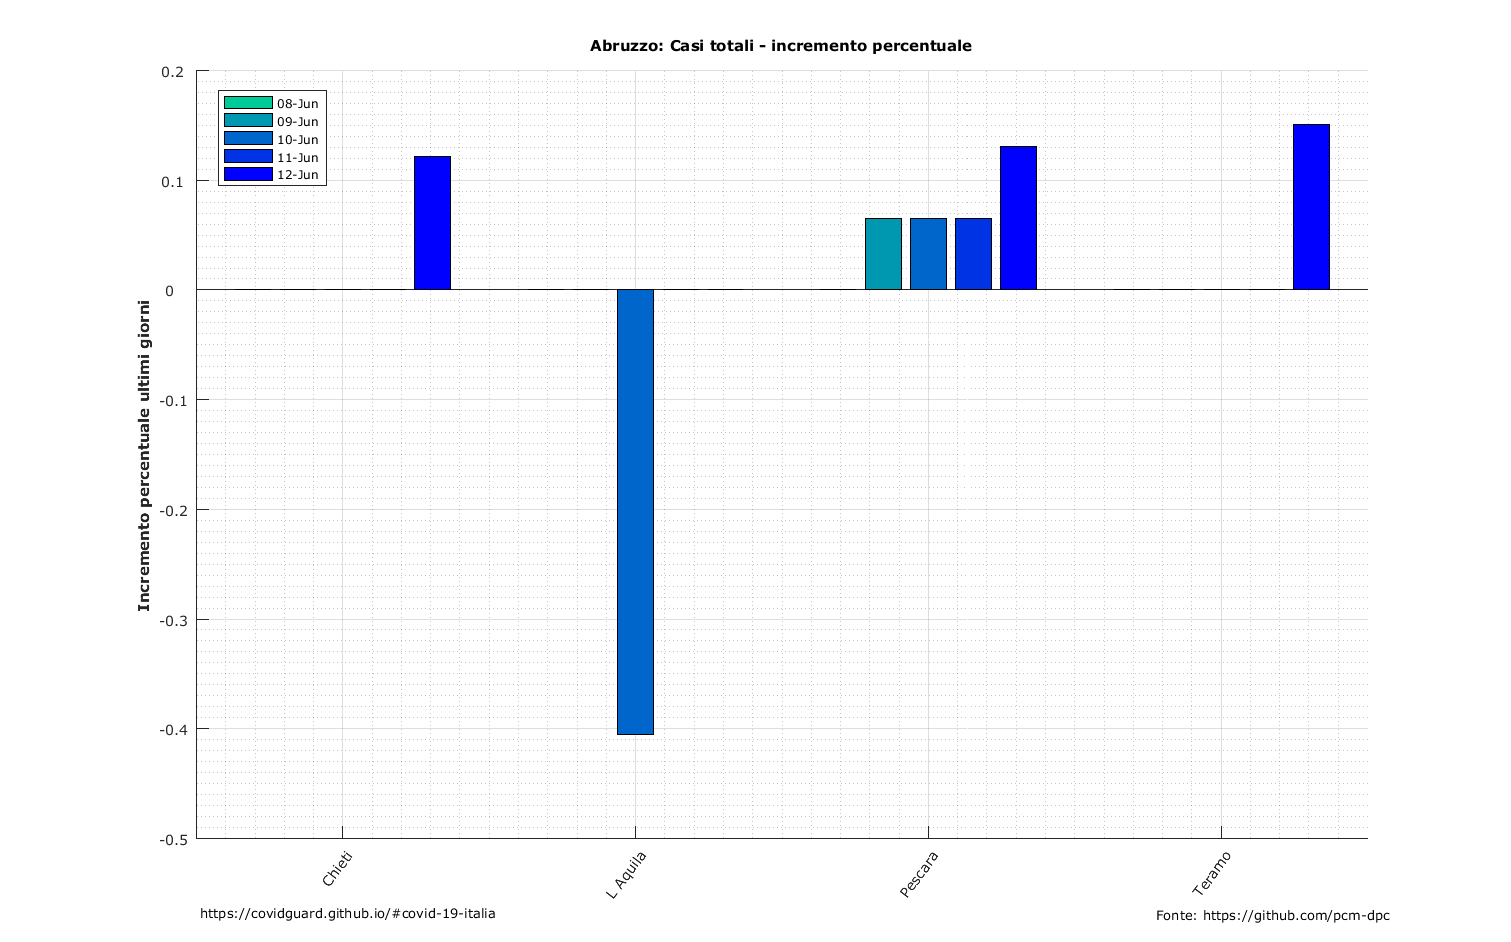 Abruzzo: Casi totali - incremento percentuale
0.2
0.1
0
-0.1
-0.2
-0.3
-0.4
-0.5
Incremento percentuale ultimi giorni
08-Jun
09-Jun
10-Jun
11-Jun
12-Jun
Chieti
L Aquila
Pescara
Teramo
https://covidguard.github.io/#covid-19-italia
Fonte: https://github.com/pcm-dpc